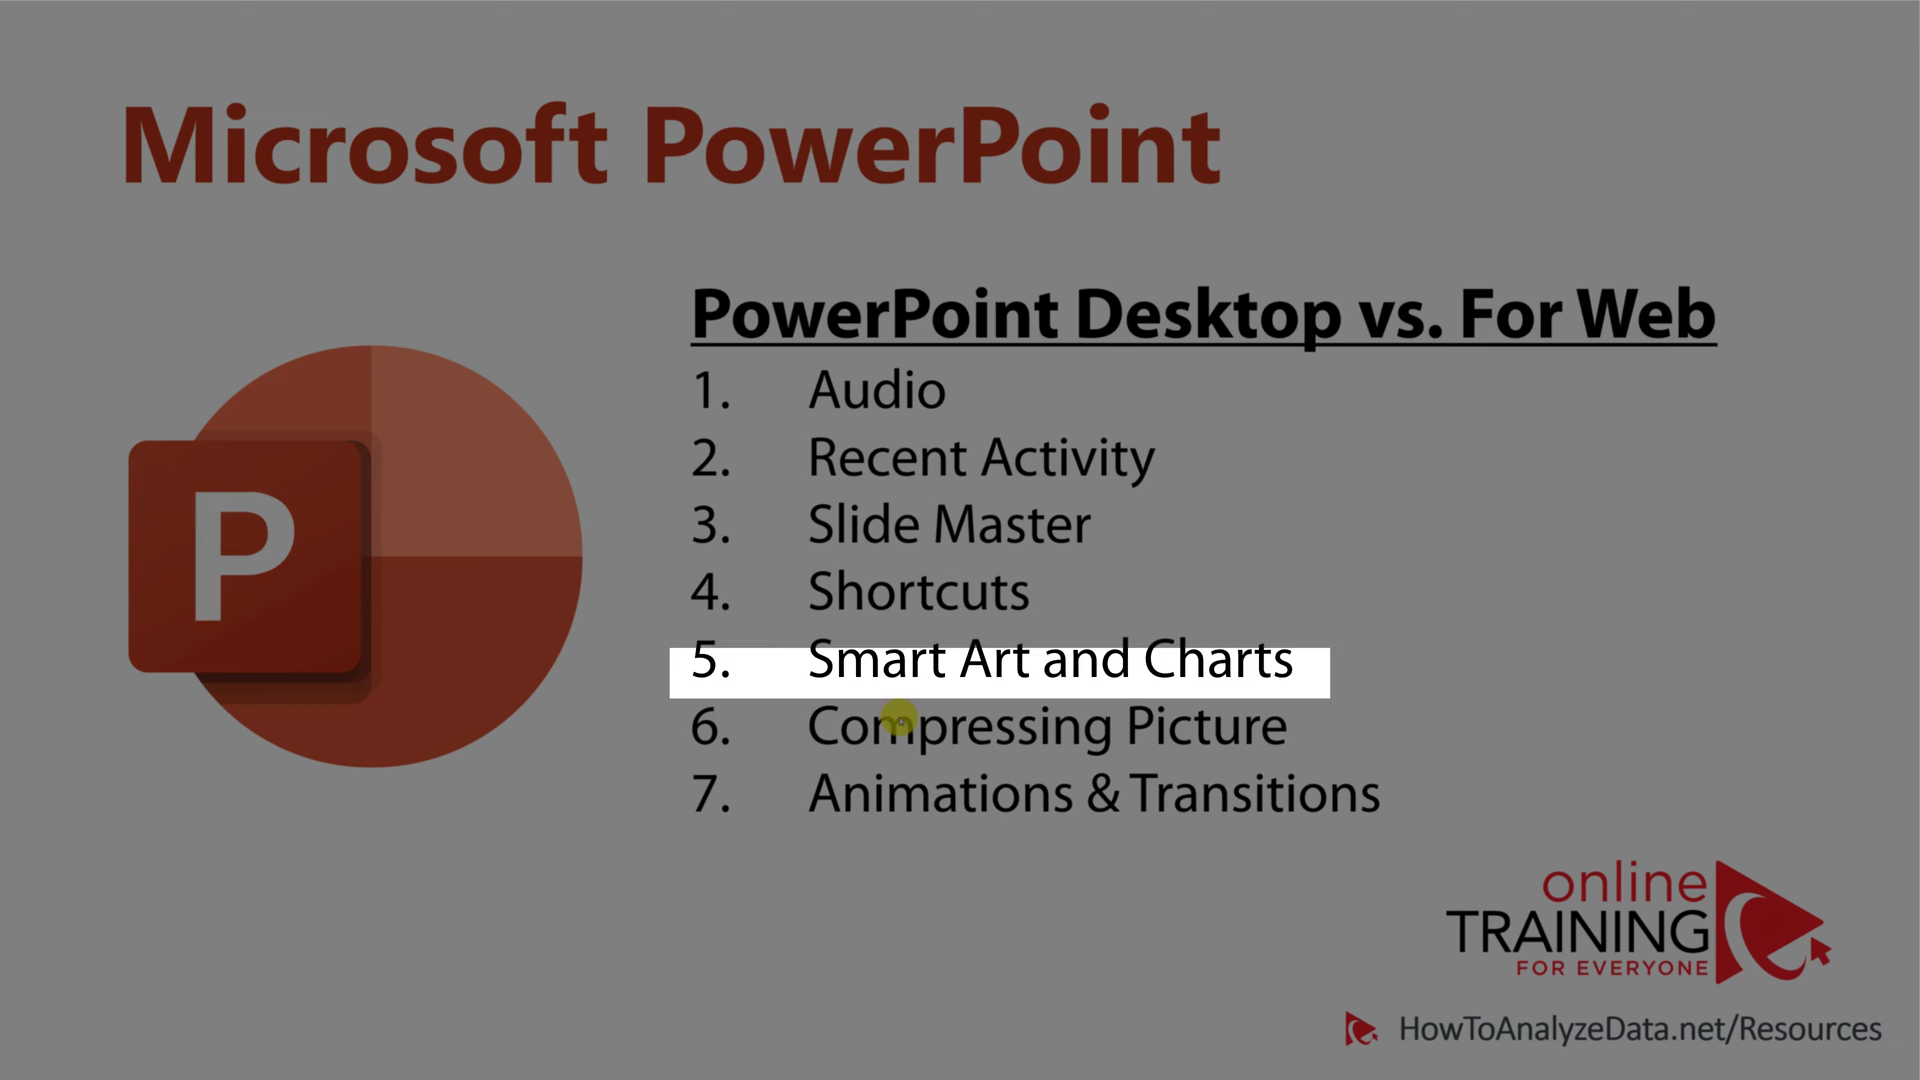 Microsoft PowerPoint
PowerPoint Desktop vs. For Web
1. Audio
2. Recent Activity
3. Slide Master
4. Shortcuts
5. Smart Art and Charts
6. Compressing Picture
7. Animations & Transitions
P
online
TRAINING
FOR EVERYONE
HowToAnalyzeData.net/Resources